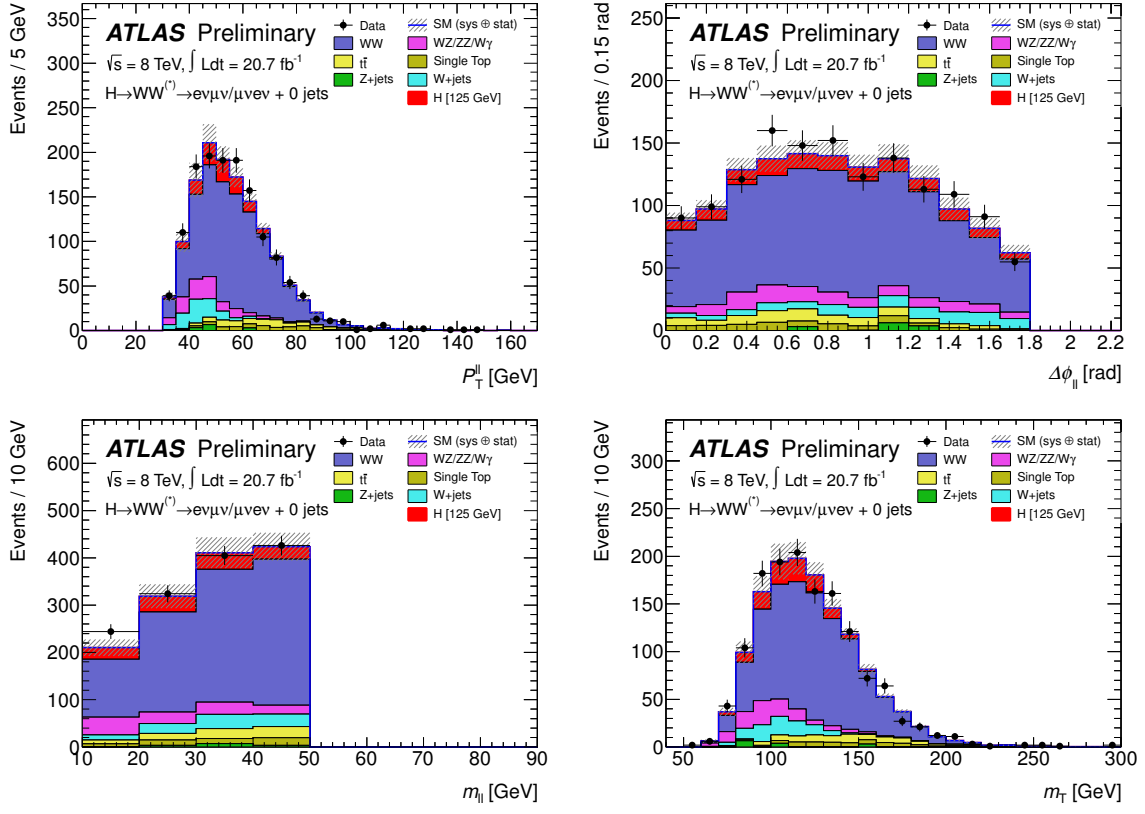 Events / 5 GeV
400
350
300
250
200
150
100
50
0
ATLAS Preliminary
√s = 8 TeV, ∫ Ldt = 20.7 fb⁻¹
H→WW⁽*⁾→eνμν/μνeν + 0 jets
Data
WW
tt̄
Z+jets
SM (sys ⊕ stat)
WZ/ZZ/Wγ
Single Top
W+jets
H [125 GeV]
0 20 40 60 80 100 120 140 160
P_T^ll [GeV]
Events / 0.15 rad
250
200
150
100
50
0
ATLAS Preliminary
√s = 8 TeV, ∫ Ldt = 20.7 fb⁻¹
H→WW⁽*⁾→eνμν/μνeν + 0 jets
Data
WW
tt̄
Z+jets
SM (sys ⊕ stat)
WZ/ZZ/Wγ
Single Top
W+jets
H [125 GeV]
0 0.2 0.4 0.6 0.8 1 1.2 1.4 1.6 1.8 2 2.2
Δϕ_ll [rad]
Events / 10 GeV
600
500
400
300
200
100
0
ATLAS Preliminary
√s = 8 TeV, ∫ Ldt = 20.7 fb⁻¹
H→WW⁽*⁾→eνμν/μνeν + 0 jets
Data
WW
tt̄
Z+jets
SM (sys ⊕ stat)
WZ/ZZ/Wγ
Single Top
W+jets
H [125 GeV]
10 20 30 40 50 60 70 80 90
m_ll [GeV]
Events / 10 GeV
300
250
200
150
100
50
0
ATLAS Preliminary
√s = 8 TeV, ∫ Ldt = 20.7 fb⁻¹
H→WW⁽*⁾→eνμν/μνeν + 0 jets
Data
WW
tt̄
Z+jets
SM (sys ⊕ stat)
WZ/ZZ/Wγ
Single Top
W+jets
H [125 GeV]
50 100 150 200 250 300
m_T [GeV]